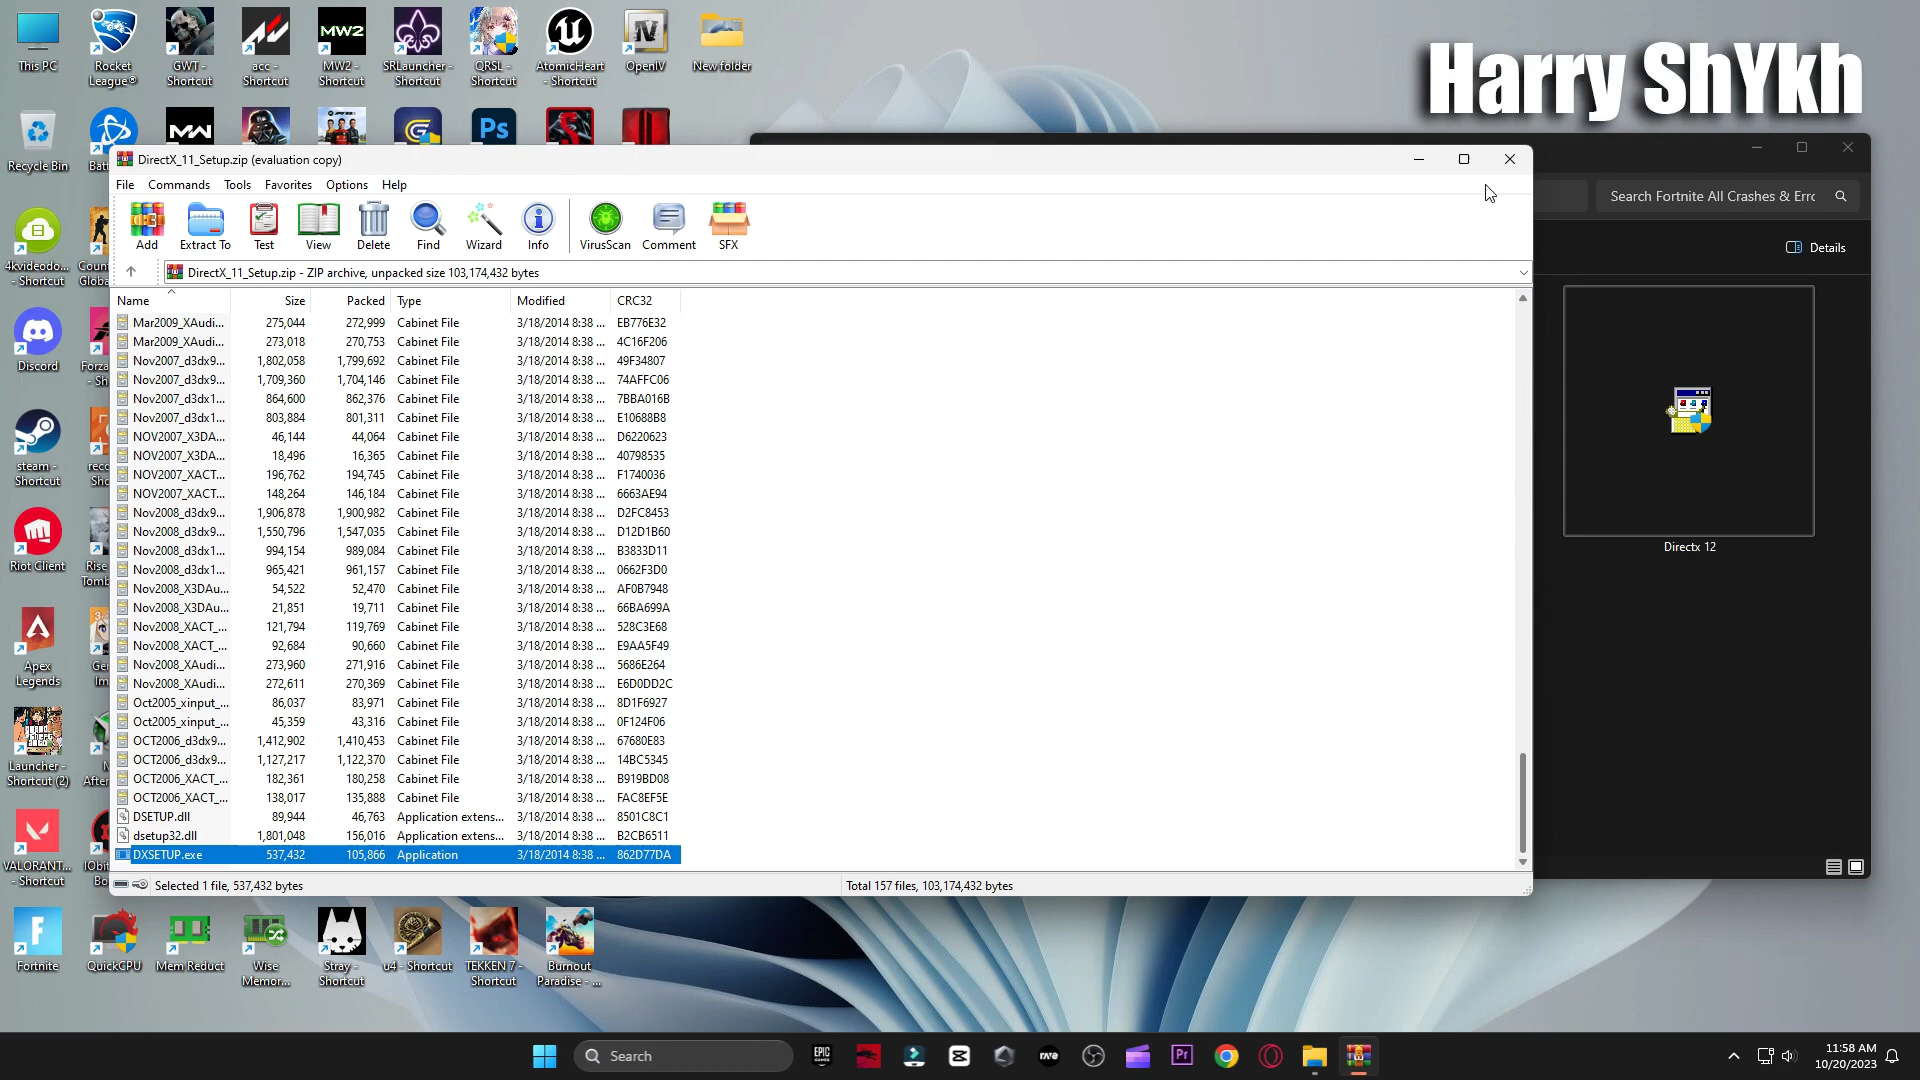 This PC
Rocket League®
GWT - Shortcut
acc - Shortcut
MW2
MW2 - Shortcut
SRLauncher - Shortcut
QRSL - Shortcut
AtomicHeart - Shortcut
IV
OpenIV
New folder
Harry ShYkh
Recycle Bin
Ps
DirectX_11_Setup.zip (evaluation copy)
File Commands Tools Favorites Options Help
Add Extract To Test View Delete Find Wizard Info VirusScan Comment SFX
DirectX_11_Setup.zip - ZIP archive, unpacked size 103,174,432 bytes
Name Size Packed Type Modified CRC32
Mar2009_XAudi... 275,044 272,999 Cabinet File 3/18/2014 8:38 ... EB776E32
Mar2009_XAudi... 273,018 270,753 Cabinet File 3/18/2014 8:38 ... 4C16F206
Nov2007_d3dx9... 1,802,058 1,799,692 Cabinet File 3/18/2014 8:38 ... 49F34807
Nov2007_d3dx9... 1,709,360 1,704,146 Cabinet File 3/18/2014 8:38 ... 74AFFC06
Nov2007_d3dx1... 864,600 862,376 Cabinet File 3/18/2014 8:38 ... 7BBA016B
Nov2007_d3dx1... 803,884 801,311 Cabinet File 3/18/2014 8:38 ... E10688B8
NOV2007_X3DA... 46,144 44,064 Cabinet File 3/18/2014 8:38 ... D6220623
NOV2007_X3DA... 18,496 16,365 Cabinet File 3/18/2014 8:38 ... 40798535
NOV2007_XACT... 196,762 194,745 Cabinet File 3/18/2014 8:38 ... F1740036
NOV2007_XACT... 148,264 146,184 Cabinet File 3/18/2014 8:38 ... 6663AE94
Nov2008_d3dx9... 1,906,878 1,900,982 Cabinet File 3/18/2014 8:38 ... D2FC8453
Nov2008_d3dx9... 1,550,796 1,547,035 Cabinet File 3/18/2014 8:38 ... D12D1B60
Nov2008_d3dx1... 994,154 989,084 Cabinet File 3/18/2014 8:38 ... B3833D11
Nov2008_d3dx1... 965,421 961,157 Cabinet File 3/18/2014 8:38 ... 0662F3D0
Nov2008_X3DAu... 54,522 52,470 Cabinet File 3/18/2014 8:38 ... AF0B7948
Nov2008_X3DAu... 21,851 19,711 Cabinet File 3/18/2014 8:38 ... 66BA699A
Nov2008_XACT_... 121,794 119,769 Cabinet File 3/18/2014 8:38 ... 528C3E68
Nov2008_XACT_... 92,684 90,660 Cabinet File 3/18/2014 8:38 ... E9AA5F49
Nov2008_XAudi... 273,960 271,916 Cabinet File 3/18/2014 8:38 ... 5686E264
Nov2008_XAudi... 272,611 270,369 Cabinet File 3/18/2014 8:38 ... E6D0DD2C
Oct2005_xinput_... 86,037 83,971 Cabinet File 3/18/2014 8:38 ... 8D1F6927
Oct2005_xinput_... 45,359 43,316 Cabinet File 3/18/2014 8:38 ... 0F124F06
OCT2006_d3dx9... 1,412,902 1,410,453 Cabinet File 3/18/2014 8:38 ... 67680E83
OCT2006_d3dx9... 1,127,217 1,122,370 Cabinet File 3/18/2014 8:38 ... 14BC5345
OCT2006_XACT_... 182,361 180,258 Cabinet File 3/18/2014 8:38 ... B919BD08
OCT2006_XACT_... 138,017 135,888 Cabinet File 3/18/2014 8:38 ... FAC8EF5E
DSETUP.dll 89,944 46,763 Application extens... 3/18/2014 8:38 ... 8501C8C1
dsetup32.dll 1,801,048 156,016 Application extens... 3/18/2014 8:38 ... B2CB6511
DXSETUP.exe 537,432 105,866 Application 3/18/2014 8:38 ... 862D77DA
Selected 1 file, 537,432 bytes
Total 157 files, 103,174,432 bytes
Search Fortnite All Crashes & Errc
Details
Directx 12
4kvideodo... - Shortcut
Discord
steam - Shortcut
Riot Client
Apex Legends
Launcher - Shortcut (2)
VALORANT... - Shortcut
Fortnite
QuickCPU
Mem Reduct
Wise Memor...
Stray - Shortcut
u4 - Shortcut
TEKKEN 7 - Shortcut
Burnout Paradise - ...
Search
EPIC GAMES
rave
Pr
11:58 AM
10/20/2023